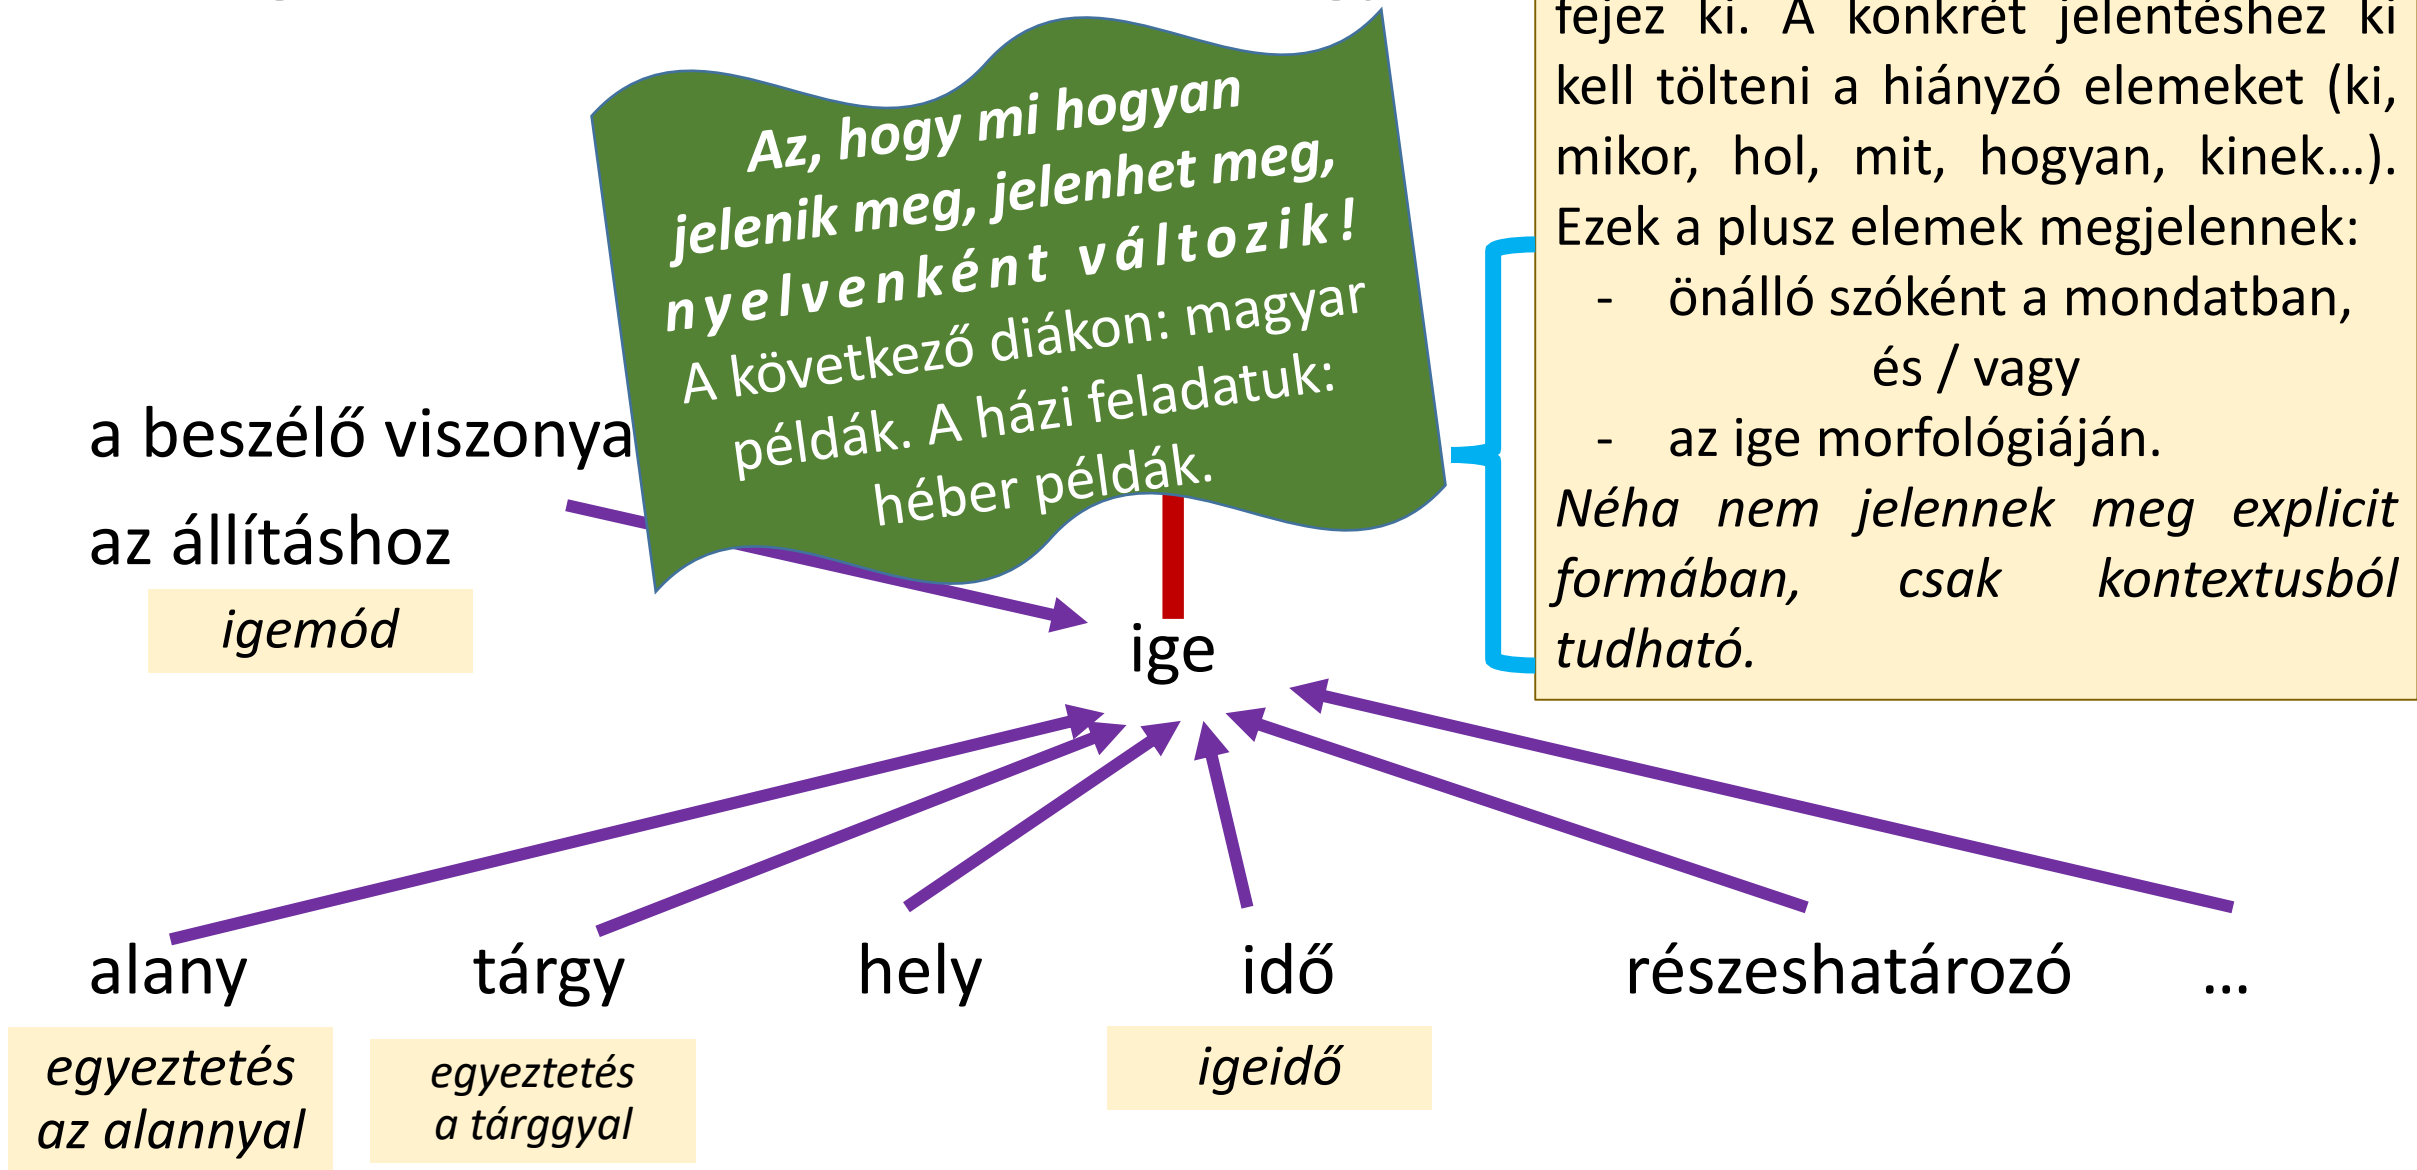 Az, hogy mi hogyan
jelenik meg, jelenhet meg,
nyelvenként változik!
A következő diákon: magyar
példák. A házi feladatuk:
héber példák.
fejez ki. A konkrét jelentéshez ki
kell tölteni a hiányzó elemeket (ki,
mikor, hol, mit, hogyan, kinek…).
Ezek a plusz elemek megjelennek:
- önálló szóként a mondatban,
és / vagy
- az ige morfológiáján.
Néha nem jelennek meg explicit
formában, csak kontextusból
tudható.
a beszélő viszonya
az állításhoz
igemód
ige
alany tárgy hely idő részeshatározó …
egyeztetés
az alannyal
egyeztetés
a tárggyal
igeidő